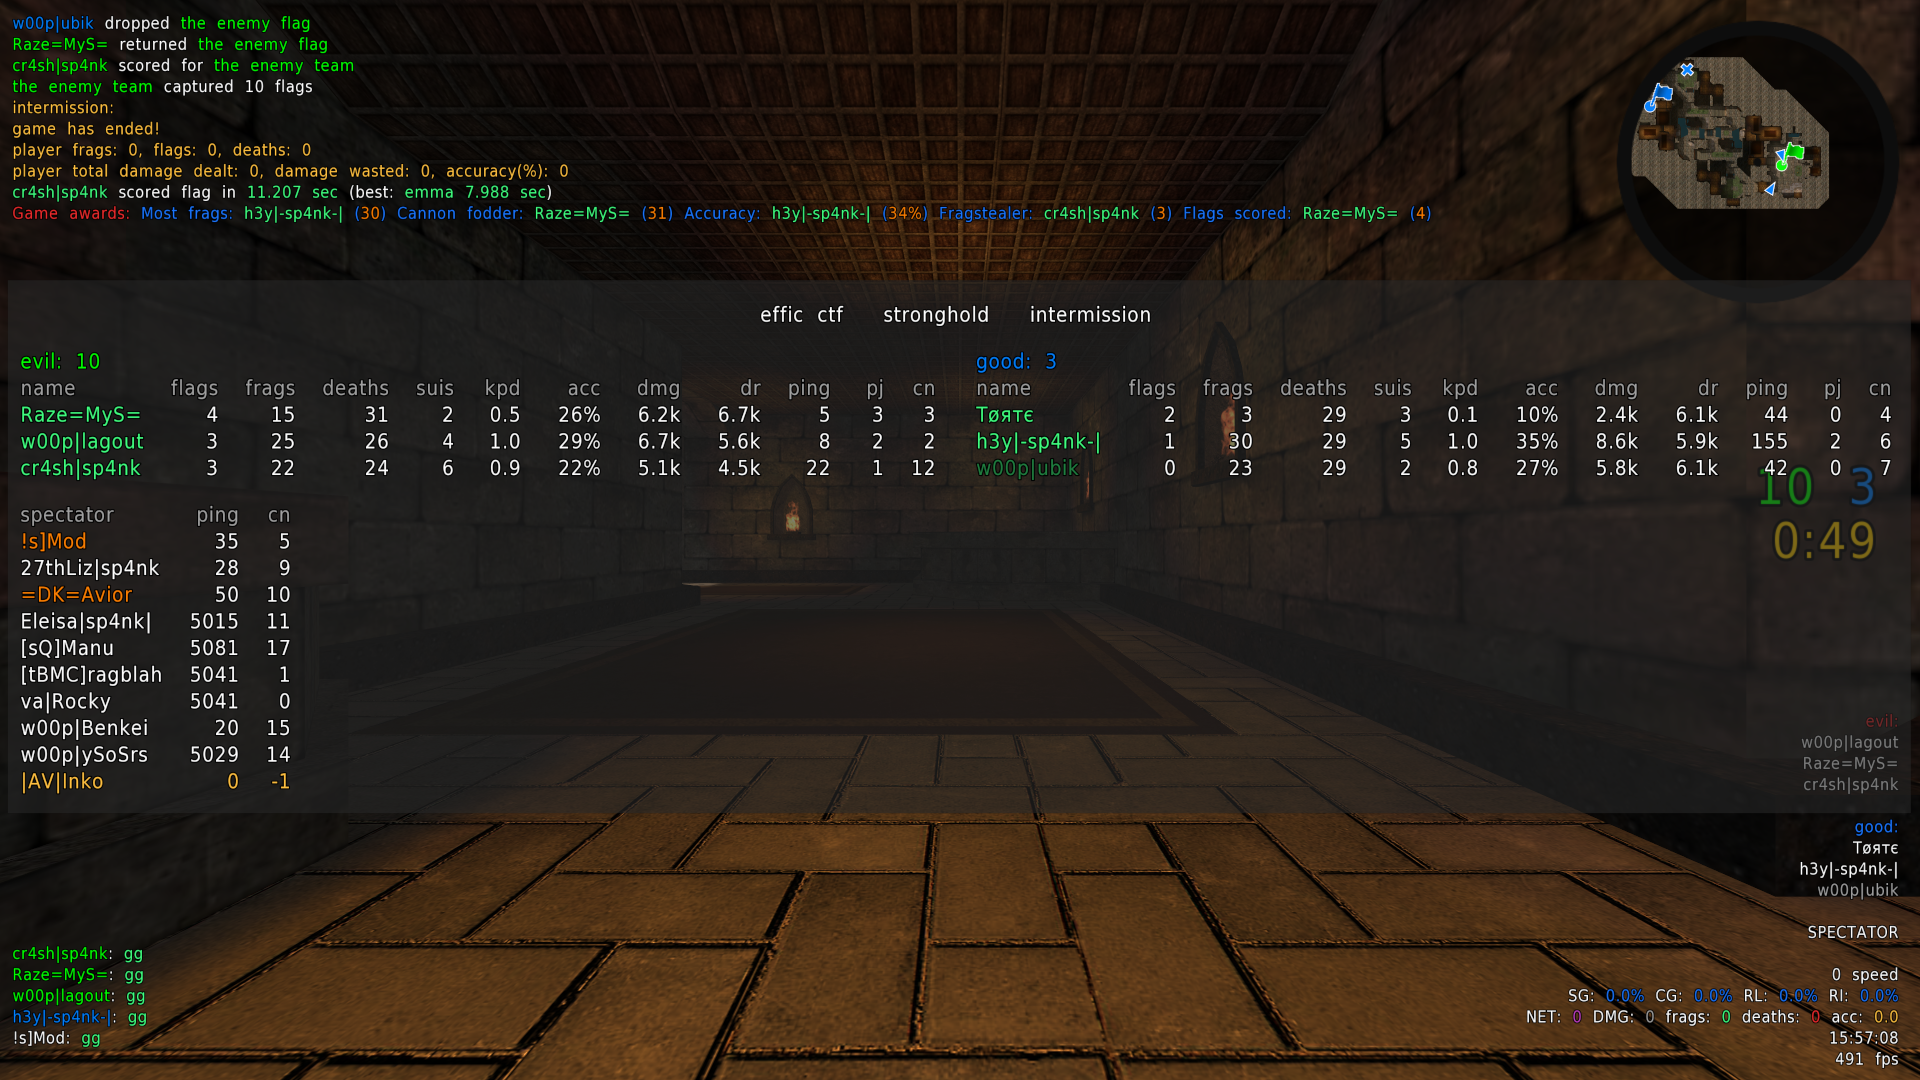 w00p|ubik dropped the enemy flag
Raze=MyS= returned the enemy flag
cr4sh|sp4nk scored for the enemy team
the enemy team captured 10 flags
intermission:
game has ended!
player frags: 0, flags: 0, deaths: 0
player total damage dealt: 0, damage wasted: 0, accuracy(%): 0
cr4sh|sp4nk scored flag in 11.207 sec (best: emma 7.988 sec)
Game awards: Most frags: h3y|-sp4nk-| (30) Cannon fodder: Raze=MyS= (31) Accuracy: h3y|-sp4nk-| (34%) Fragstealer: cr4sh|sp4nk (3) Flags scored: Raze=MyS= (4)
effic ctf stronghold intermission
evil: 10
name flags frags deaths suis kpd acc dmg dr ping pj cn
Raze=MyS= 4 15 31 2 0.5 26% 6.2k 6.7k 5 3 3
w00p|lagout 3 25 26 4 1.0 29% 6.7k 5.6k 8 2 2
cr4sh|sp4nk 3 22 24 6 0.9 22% 5.1k 4.5k 22 1 12
good: 3
name flags frags deaths suis kpd acc dmg dr ping pj cn
Tøятє 2 3 29 3 0.1 10% 2.4k 6.1k 44 0 4
h3y|-sp4nk-| 1 30 29 5 1.0 35% 8.6k 5.9k 155 2 6
w00p|ubik 0 23 29 2 0.8 27% 5.8k 6.1k 42 0 7
10 3
0:49
spectator ping cn
!s]Mod 35 5
27thLiz|sp4nk 28 9
=DK=Avior 50 10
Eleisa|sp4nk| 5015 11
[sQ]Manu 5081 17
[tBMC]ragblah 5041 1
va|Rocky 5041 0
w00p|Benkei 20 15
w00p|ySoSrs 5029 14
|AV|Inko 0 -1
evil:
w00p|lagout
Raze=MyS=
cr4sh|sp4nk
good:
Tøятє
h3y|-sp4nk-|
w00p|ubik
SPECTATOR
0 speed
SG: 0.0% CG: 0.0% RL: 0.0% RI: 0.0%
NET: 0 DMG: 0 frags: 0 deaths: 0 acc: 0.0
15:57:08
491 fps
cr4sh|sp4nk: gg
Raze=MyS=: gg
w00p|lagout: gg
h3y|-sp4nk-|: gg
!s]Mod: gg